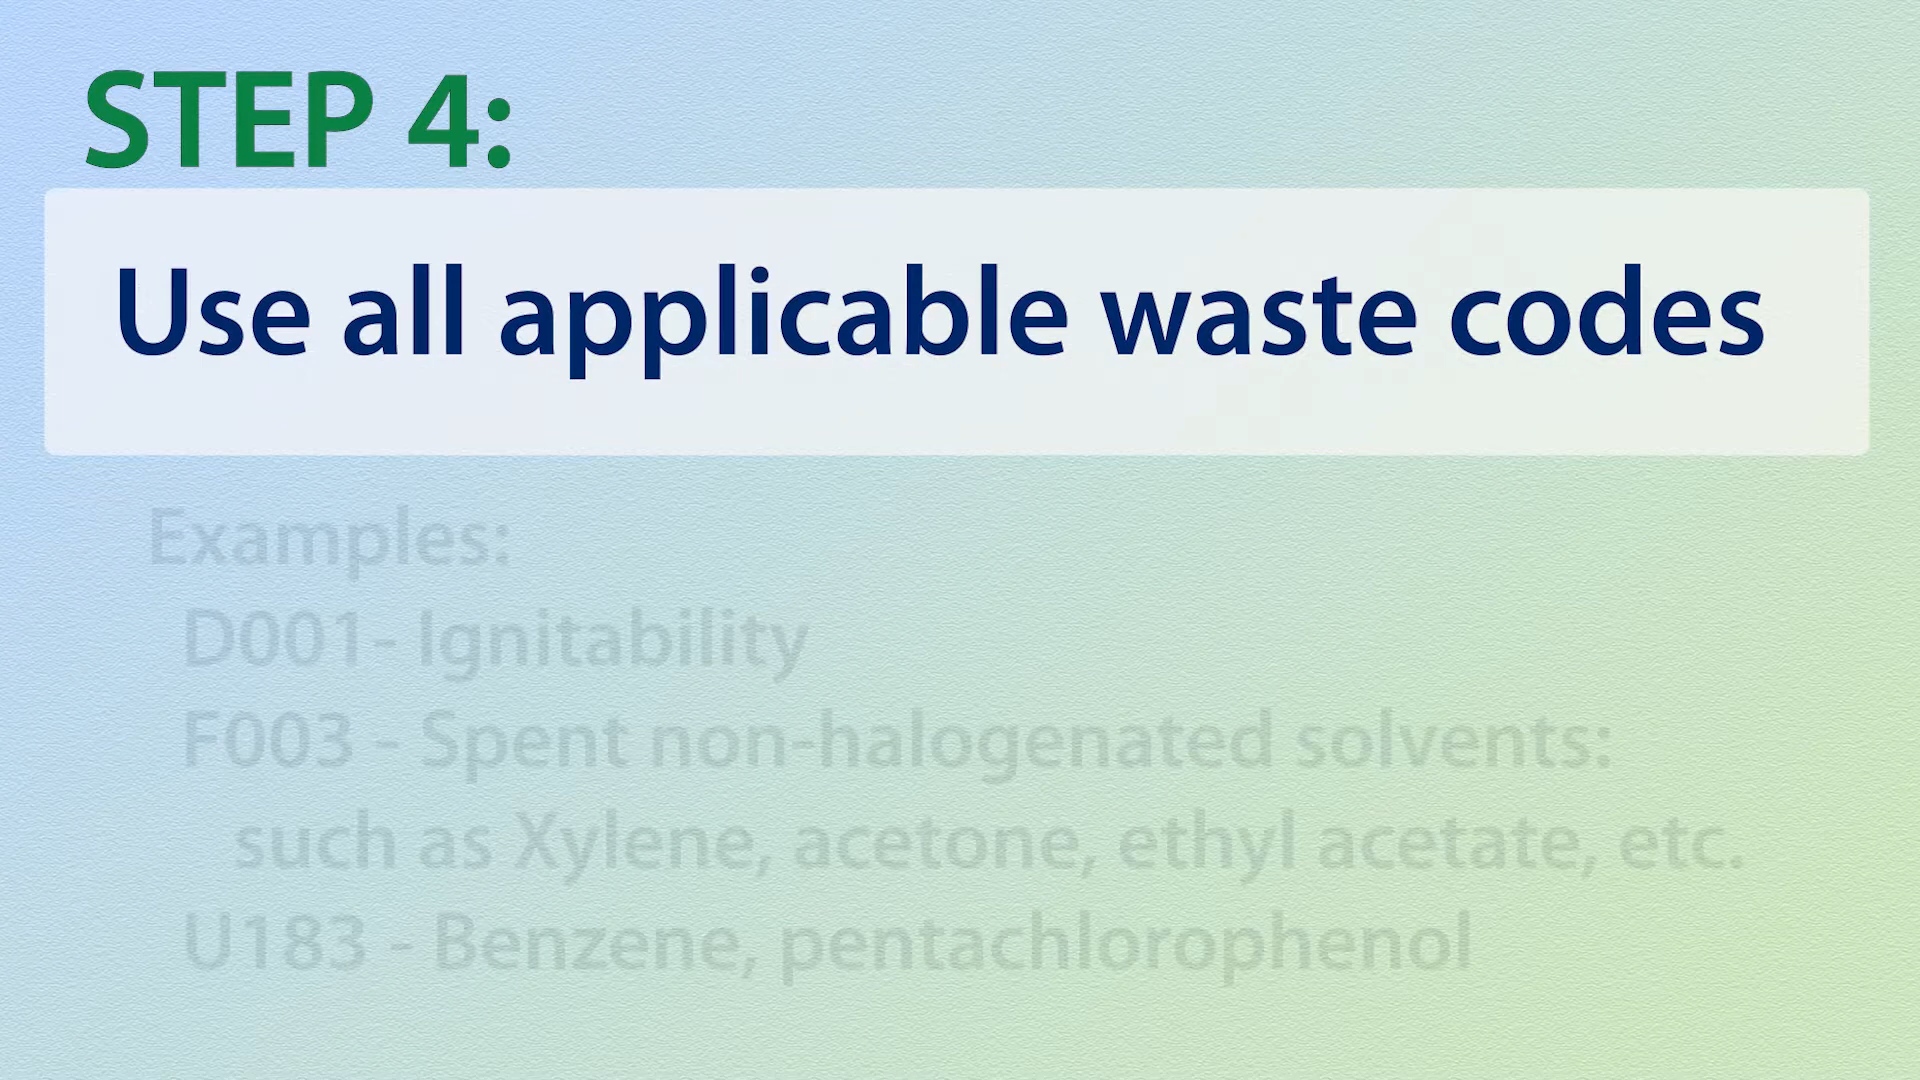 STEP 4:
Use all applicable waste codes
Examples:
D001- Ignitability
F003 - Spent non-halogenated solvents:
such as Xylene, acetone, ethyl acetate, etc.
U183 - Benzene, pentachlorophenol